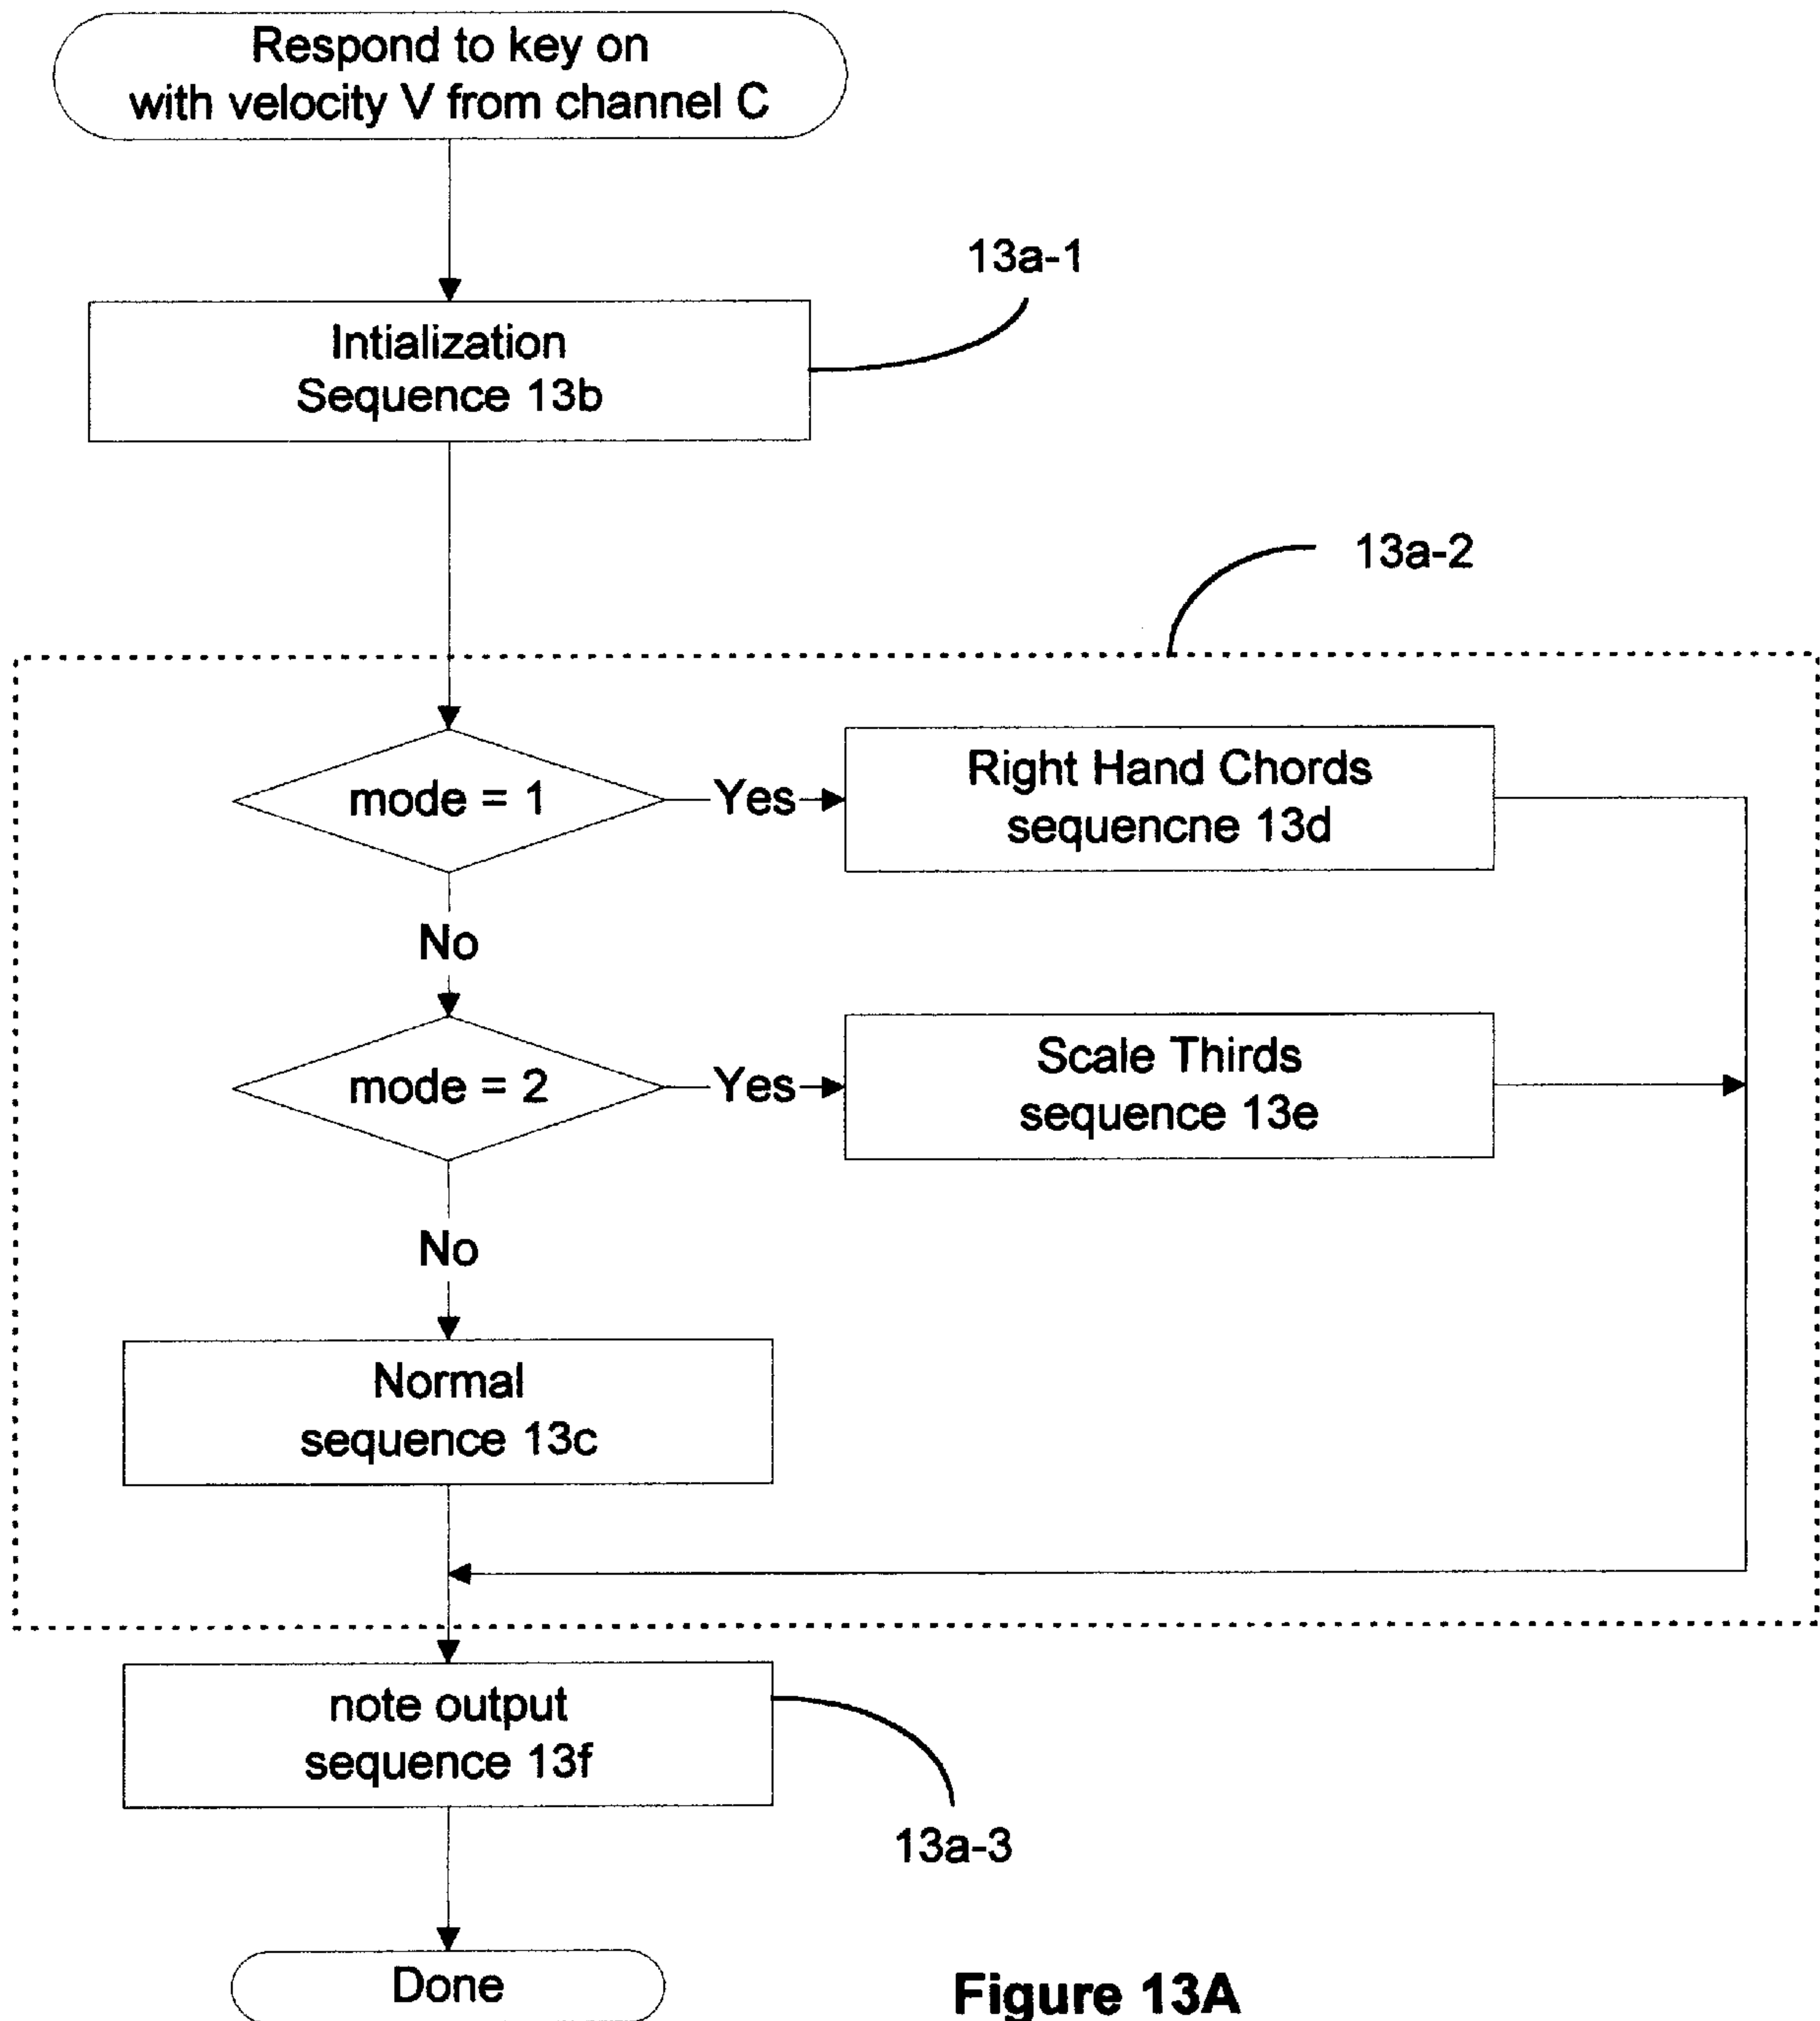 Respond to key on
with velocity V from channel C
13a-1
Intialization
Sequence 13b
13a-2
mode = 1
Yes
Right Hand Chords
sequencne 13d
No
mode = 2
Yes
Scale Thirds
sequence 13e
No
Normal
sequence 13c
note output
sequence 13f
13a-3
Done
Figure 13A